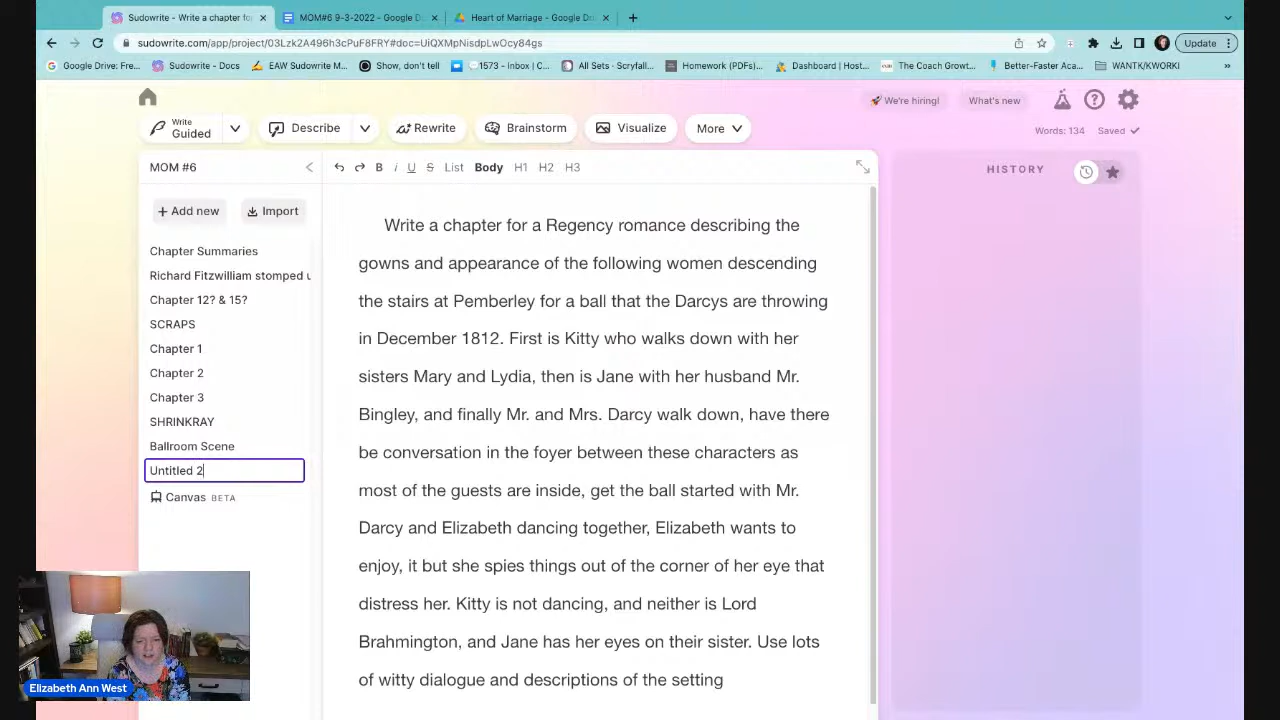 Sudowrite - Write a chapter fo
MOM#6 9-3-2022 - Google D
Heart of Marriage - Google Dri
sudowrite.com/app/project/03Lzk2A496h3cPuF8FRY#doc=UiQXMpNisdpLwOcy84gs
Update
Google Drive: Fre...
Sudowrite - Docs
EAW Sudowrite M...
Show, don't tell
1573 - Inbox | C...
All Sets · Scryfall...
Homework (PDFs)...
Dashboard | Host...
The Coach Growt...
Better-Faster Aca...
WANTK/KWORKI
»
We're hiring!
What's new
Write
Guided
Describe
Rewrite
Brainstorm
Visualize
More
Words: 134
Saved
MOM #6
B i U S List Body H1 H2 H3
HISTORY
+ Add new
Import
Chapter Summaries
Richard Fitzwilliam stomped u
Chapter 12? & 15?
SCRAPS
Chapter 1
Chapter 2
Chapter 3
SHRINKRAY
Ballroom Scene
Untitled 2
Canvas BETA
Write a chapter for a Regency romance describing the
gowns and appearance of the following women descending
the stairs at Pemberley for a ball that the Darcys are throwing
in December 1812. First is Kitty who walks down with her
sisters Mary and Lydia, then is Jane with her husband Mr.
Bingley, and finally Mr. and Mrs. Darcy walk down, have there
be conversation in the foyer between these characters as
most of the guests are inside, get the ball started with Mr.
Darcy and Elizabeth dancing together, Elizabeth wants to
enjoy, it but she spies things out of the corner of her eye that
distress her. Kitty is not dancing, and neither is Lord
Brahmington, and Jane has her eyes on their sister. Use lots
of witty dialogue and descriptions of the setting
Elizabeth Ann West